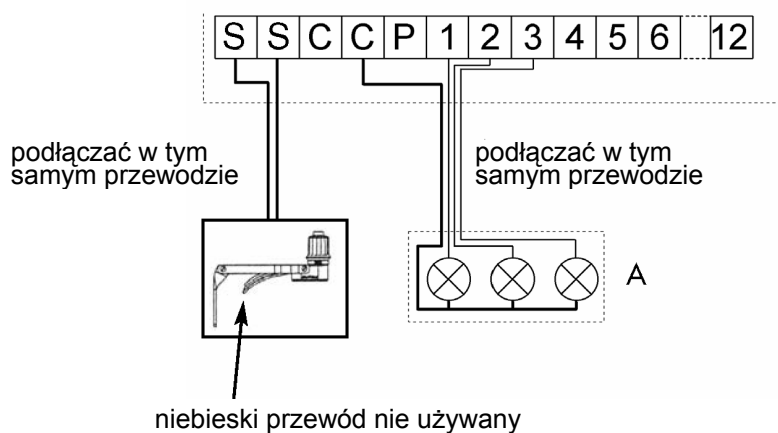 S S C C P 1 2 3 4 5 6 12
podłączać w tym
samym przewodzie
podłączać w tym
samym przewodzie
A
niebieski przewód nie używany